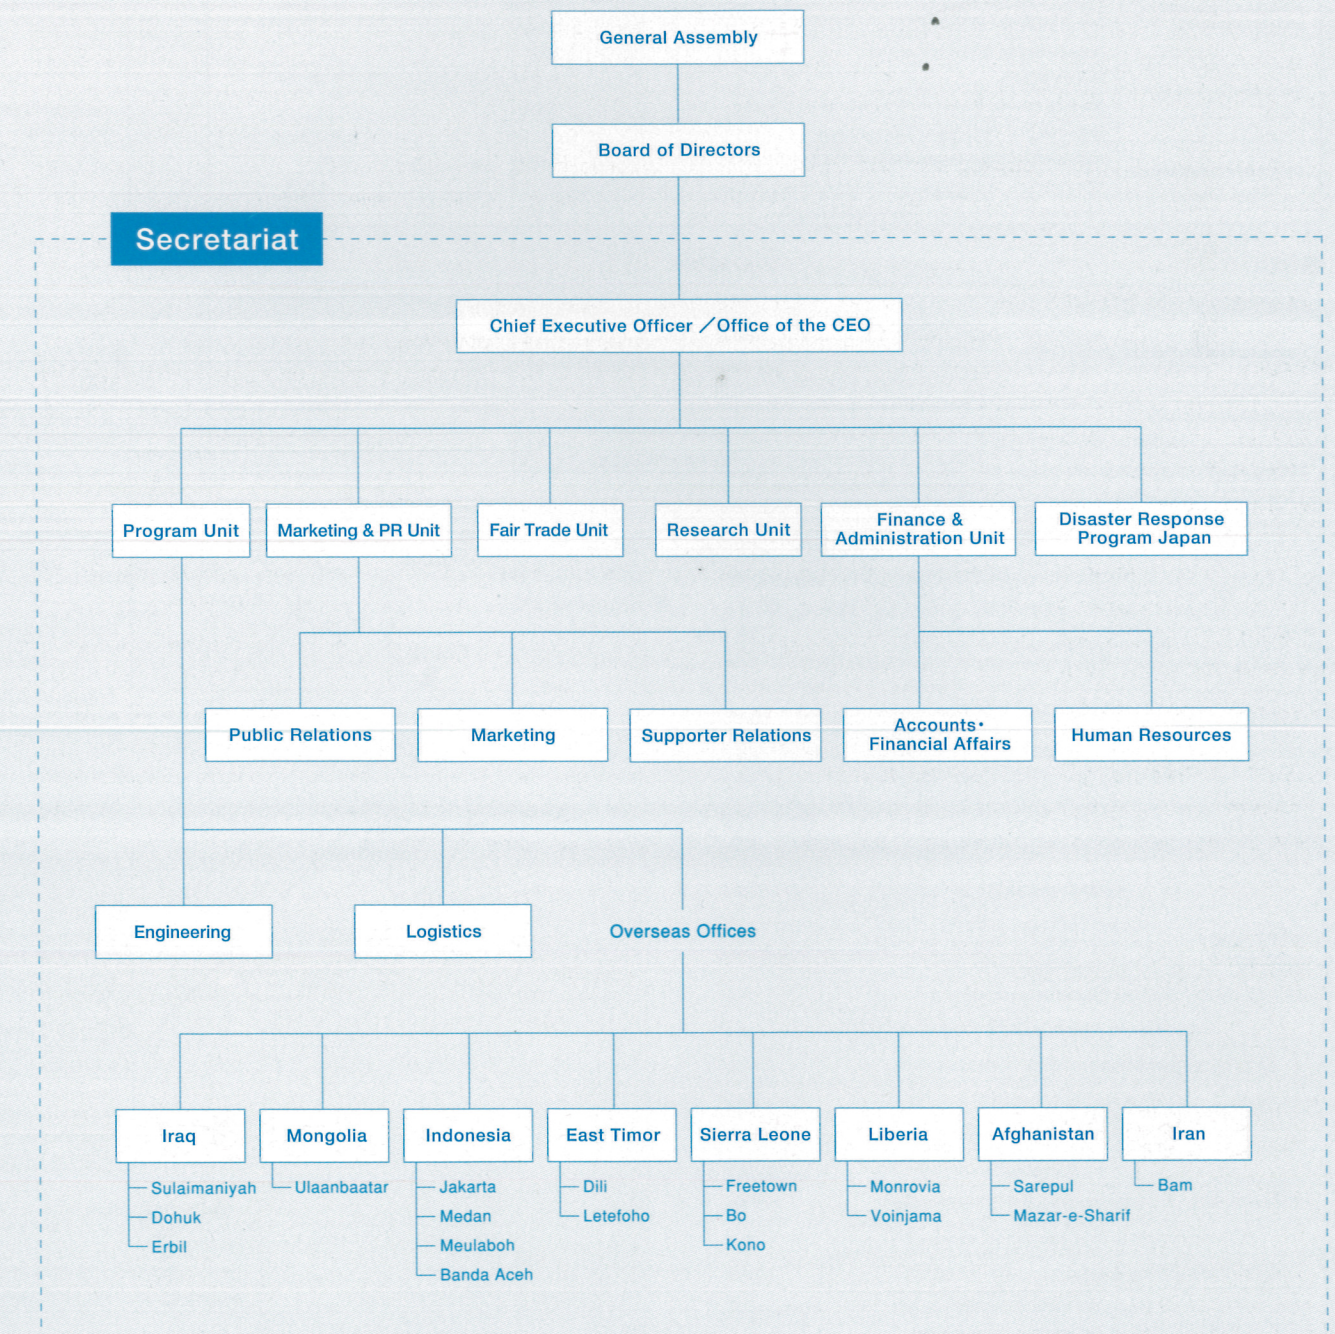 General Assembly
Board of Directors
Secretariat
Chief Executive Officer ／Office of the CEO
Program Unit
Marketing & PR Unit
Fair Trade Unit
Research Unit
Finance &
Administration Unit
Disaster Response
Program Japan
Public Relations
Marketing
Supporter Relations
Accounts・
Financial Affairs
Human Resources
Engineering
Logistics
Overseas Offices
Iraq
Sulaimaniyah
Dohuk
Erbil
Mongolia
Ulaanbaatar
Indonesia
Jakarta
Medan
Meulaboh
Banda Aceh
East Timor
Dili
Letefoho
Sierra Leone
Freetown
Bo
Kono
Liberia
Monrovia
Voinjama
Afghanistan
Sarepul
Mazar-e-Sharif
Iran
Bam